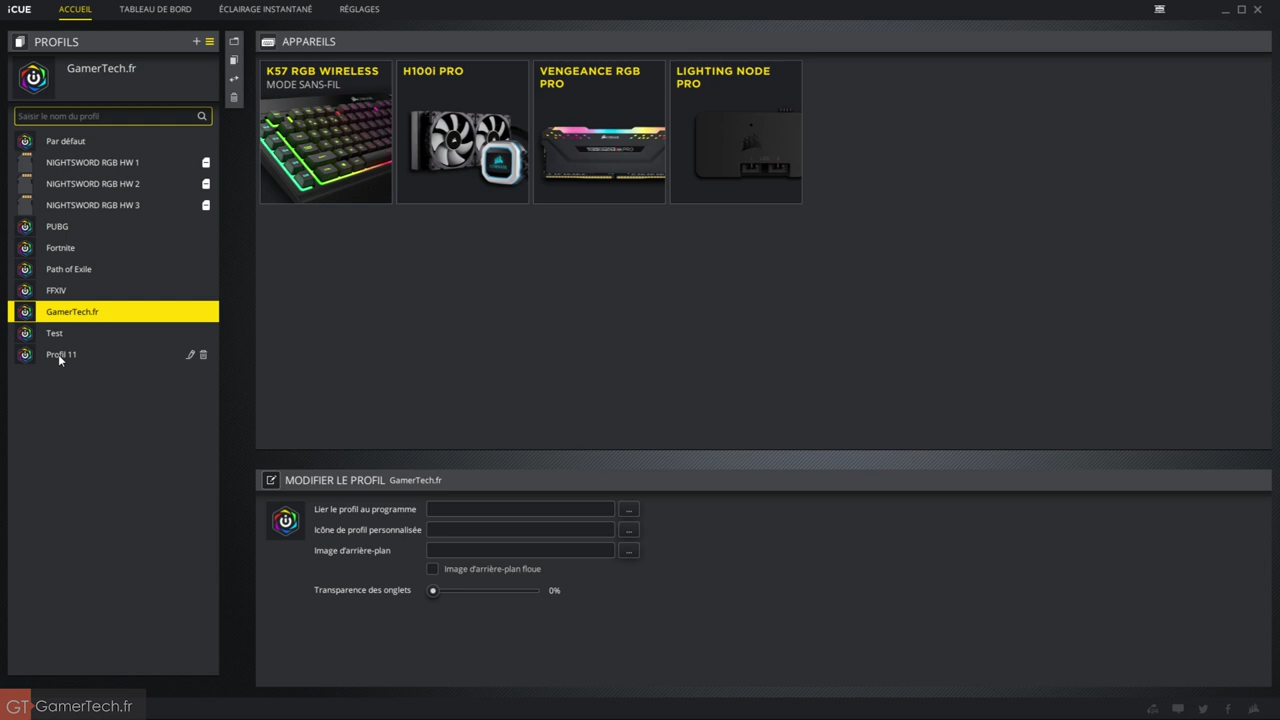 iCUE
ACCUEIL
TABLEAU DE BORD
ÉCLAIRAGE INSTANTANÉ
RÉGLAGES
PROFILS
GamerTech.fr
Saisir le nom du profil
Par défaut
NIGHTSWORD RGB HW 1
NIGHTSWORD RGB HW 2
NIGHTSWORD RGB HW 3
PUBG
Fortnite
Path of Exile
FFXIV
GamerTech.fr
Test
Profil 11
APPAREILS
K57 RGB WIRELESS
MODE SANS-FIL
H100i PRO
VENGEANCE RGB
PRO
LIGHTING NODE
PRO
MODIFIER LE PROFIL GamerTech.fr
Lier le profil au programme
...
Icône de profil personnalisée
...
Image d'arrière-plan
...
Image d'arrière-plan floue
Transparence des onglets
0%
GT GamerTech.fr